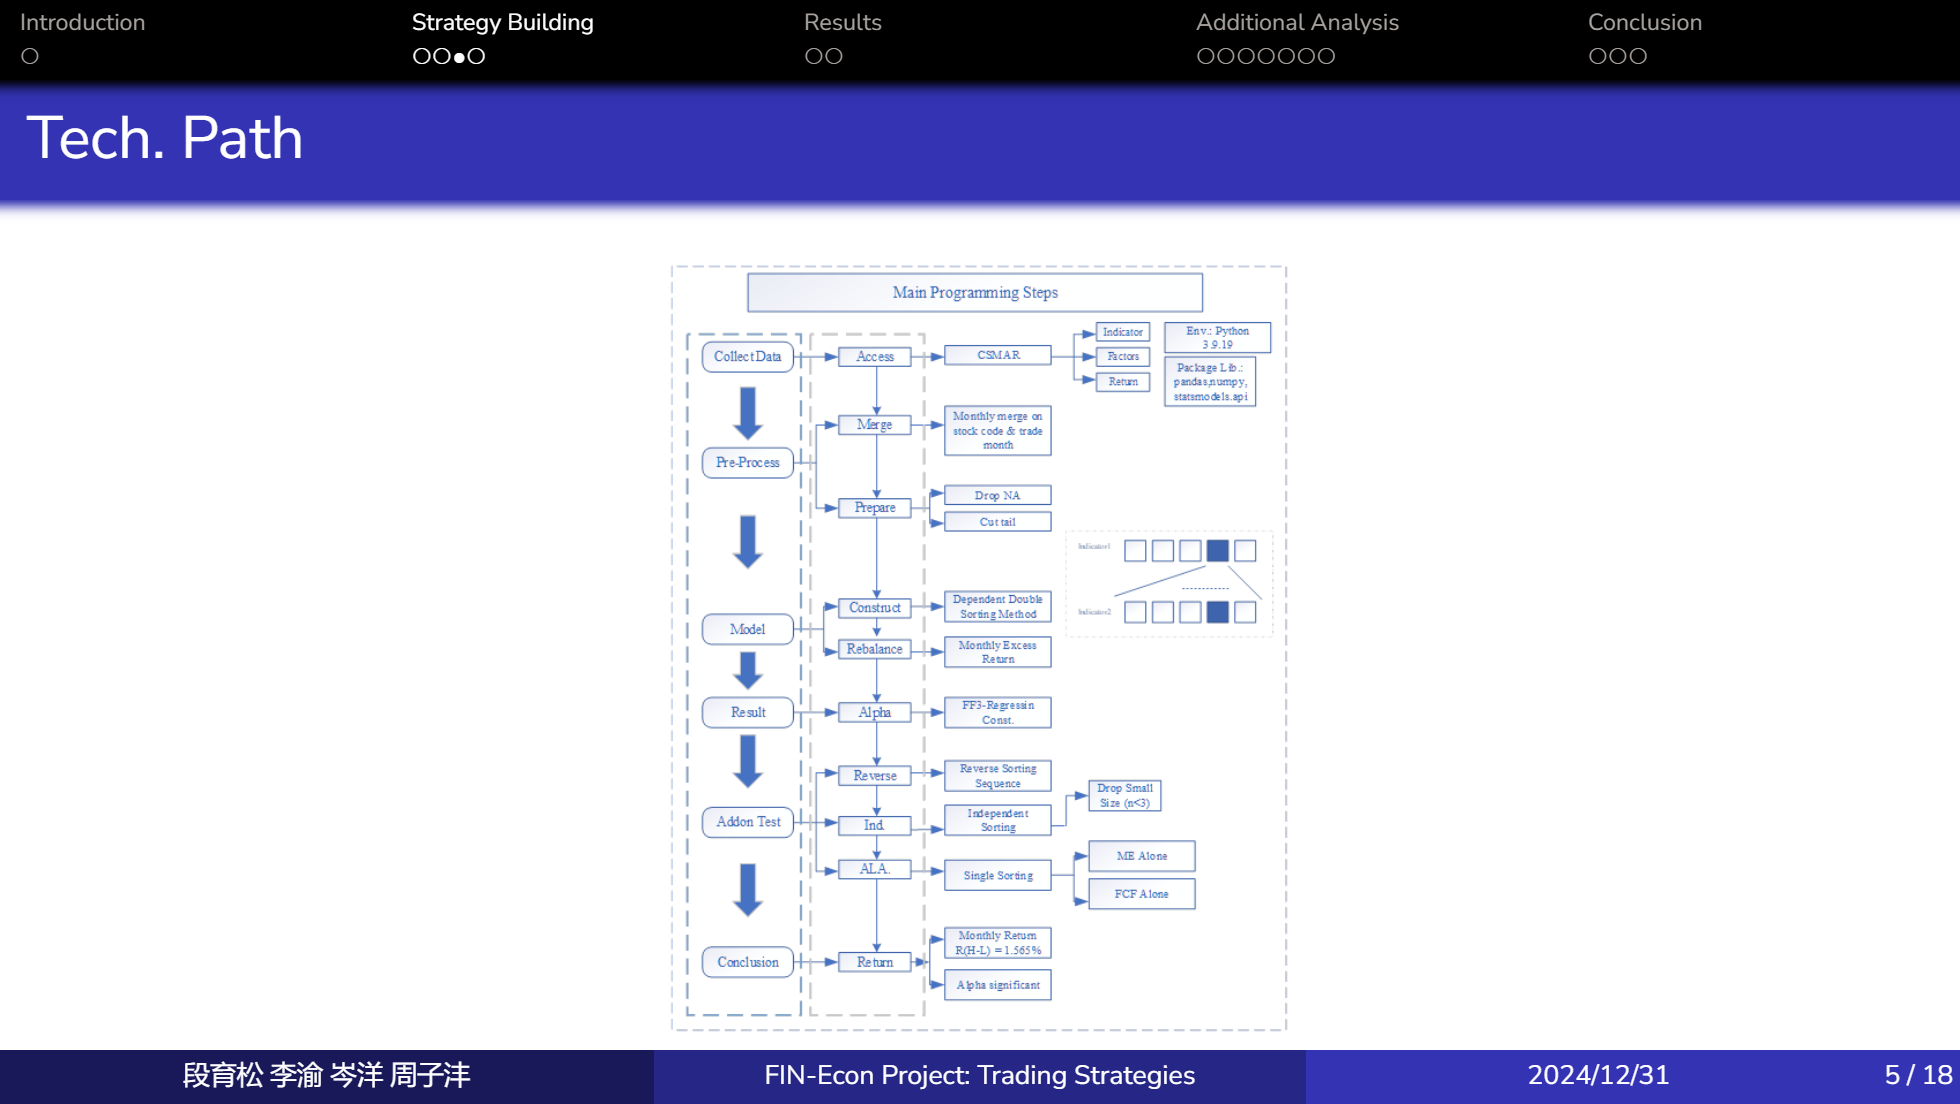 Introduction
Strategy Building
Results
Additional Analysis
Conclusion
Tech. Path
Main Programming Steps
Collect Data
Access
CSMAR
Indicator
Factors
Return
Env.: Python
3.9.19
Package Lib.:
pandas,numpy,
statsmodels.api
Pre-Process
Merge
Monthly merge on
stock code & trade
month
Prepare
Drop NA
Cut tail
Indicator1
Indicator2
Model
Construct
Dependent Double
Sorting Method
Rebalance
Monthly Excess
Return
Result
Alpha
FF3-Regressin
Const.
Addon Test
Reverse
Reverse Sorting
Sequence
Ind.
Independent
Sorting
Drop Small
Size (n<3)
ALA.
Single Sorting
ME Alone
FCF Alone
Conclusion
Return
Monthly Return
R(H-L) = 1.565%
Alpha significant
段育松 李渝 岑洋 周子沣
FIN-Econ Project: Trading Strategies
2024/12/31
5 / 18